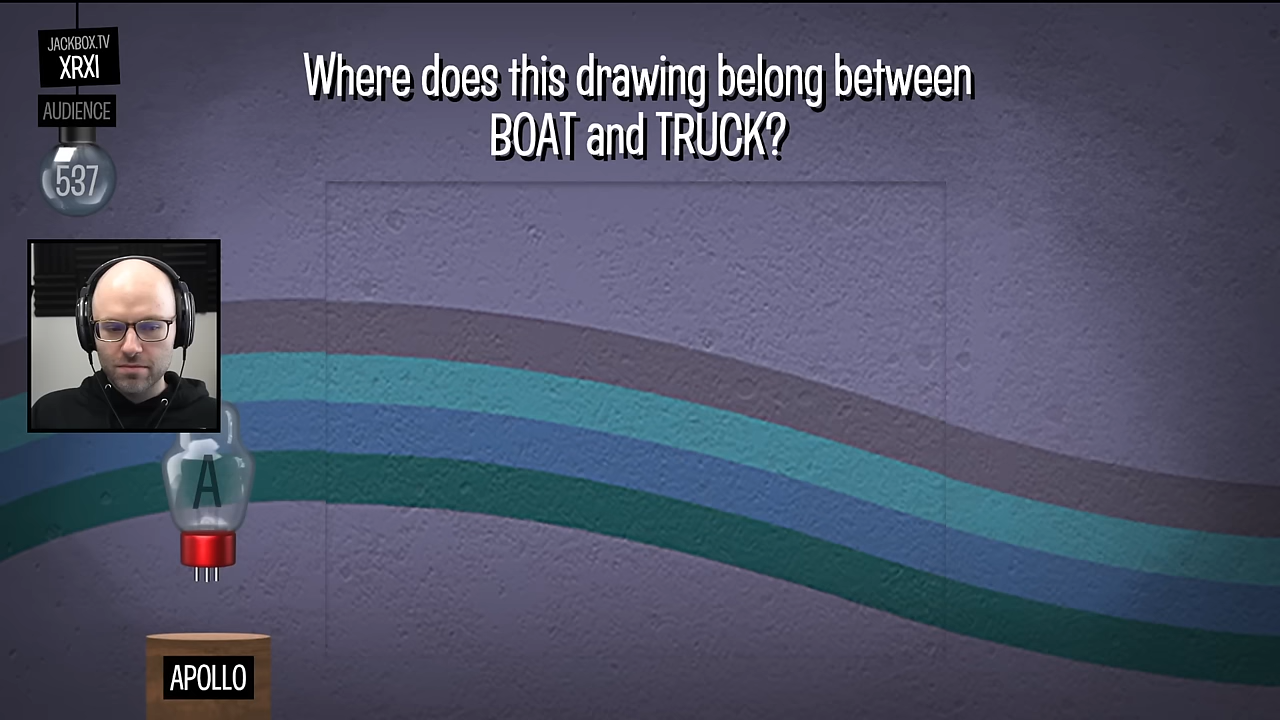 JACKBOX.TV
XRXI
AUDIENCE
537
Where does this drawing belong between
BOAT and TRUCK?
A
APOLLO